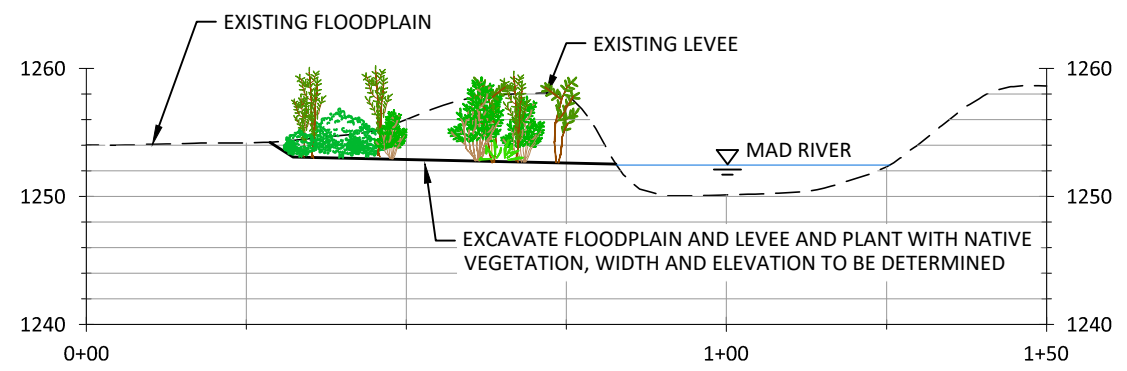 EXISTING FLOODPLAIN
EXISTING LEVEE
1260
1260
MAD RIVER
1250
1250
EXCAVATE FLOODPLAIN AND LEVEE AND PLANT WITH NATIVE
VEGETATION, WIDTH AND ELEVATION TO BE DETERMINED
1240
1240
0+00
1+00
1+50